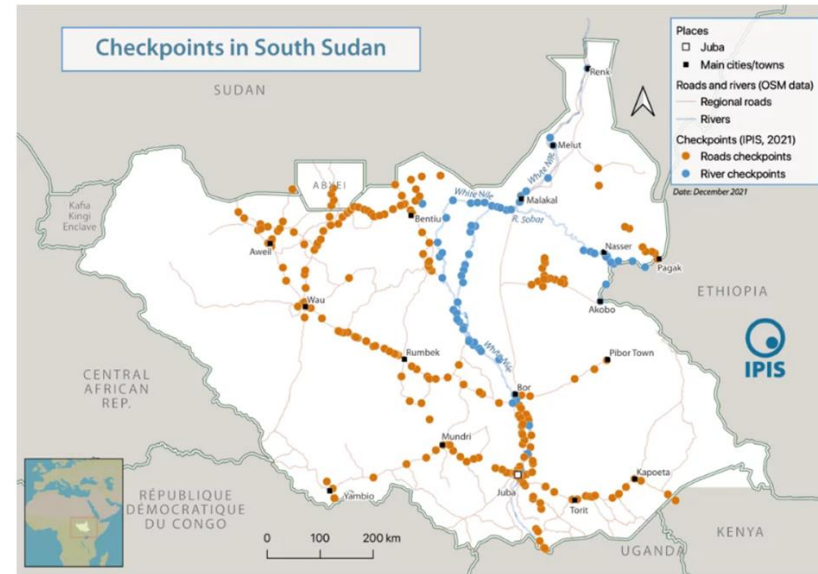 Checkpoints in South Sudan
Places
Juba
Main cities/towns
Roads and rivers (OSM data)
Regional roads
Rivers
Checkpoints (IPIS, 2021)
Roads checkpoints
River checkpoints
Date: December 2021
SUDAN
Renk
Melut
White Nile
ABYEI
White Nile
Malakal
Kafia
Kingi
Enclave
Bentiu
R. Sobat
Aweil
Nasser
Pagak
ETHIOPIA
Wau
Akobo
IPIS
White Nile
Rumbek
Pibor Town
CENTRAL
AFRICAN
REP.
Bor
Mundri
Kapoeta
Yambio
Juba
Torit
RÉPUBLIQUE
DÉMOCRATIQUE
DU CONGO
KENYA
UGANDA
0 100 200 km